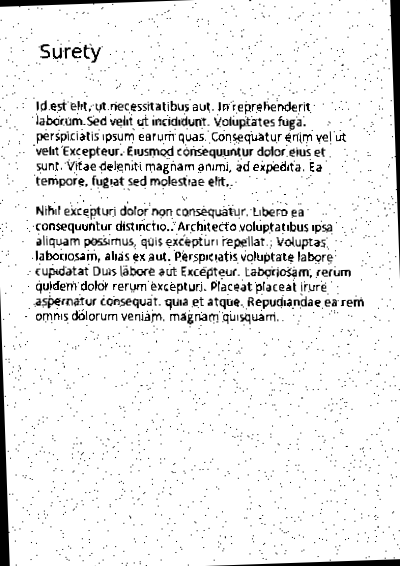 Surety
Id est elit, ut necessitatibus aut. In reprehenderit
laborum. Sed velit ut incididunt. Voluptates fuga.
perspiciatis ipsum earum quas. Consequatur enim vel ut
velit Excepteur. Eiusmod consequuntur dolor eius et
sunt. Vitae deleniti magnam animi, ad expedita. Ea
tempore, fugiat sed molestiae elit.
Nihil excepturi dolor non consequatur. Libero ea
consequuntur distinctio. Architecto voluptatibus ipsa
aliquam possimus, quis excepturi repellat. Voluptas
laboriosam, alias ex aut. Perspiciatis voluptate labore
cupidatat Duis labore aut Excepteur. Laboriosam, rerum
quidem dolor rerum excepturi. Placeat placeat irure
aspernatur consequat. quia et atque. Repudiandae ea rem
omnis dolorum veniam, magnam quisquam.